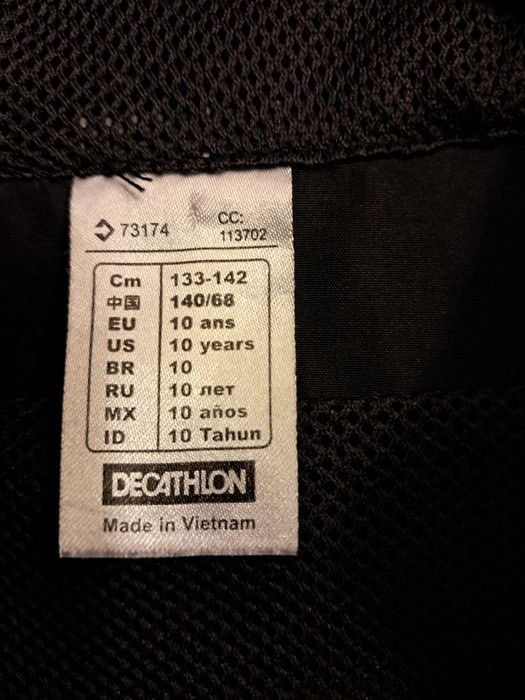 73174
CC:
113702
Cm 133-142
中国 140/68
EU 10 ans
US 10 years
BR 10
RU 10 лет
MX 10 años
ID 10 Tahun
DECATHLON
Made in Vietnam